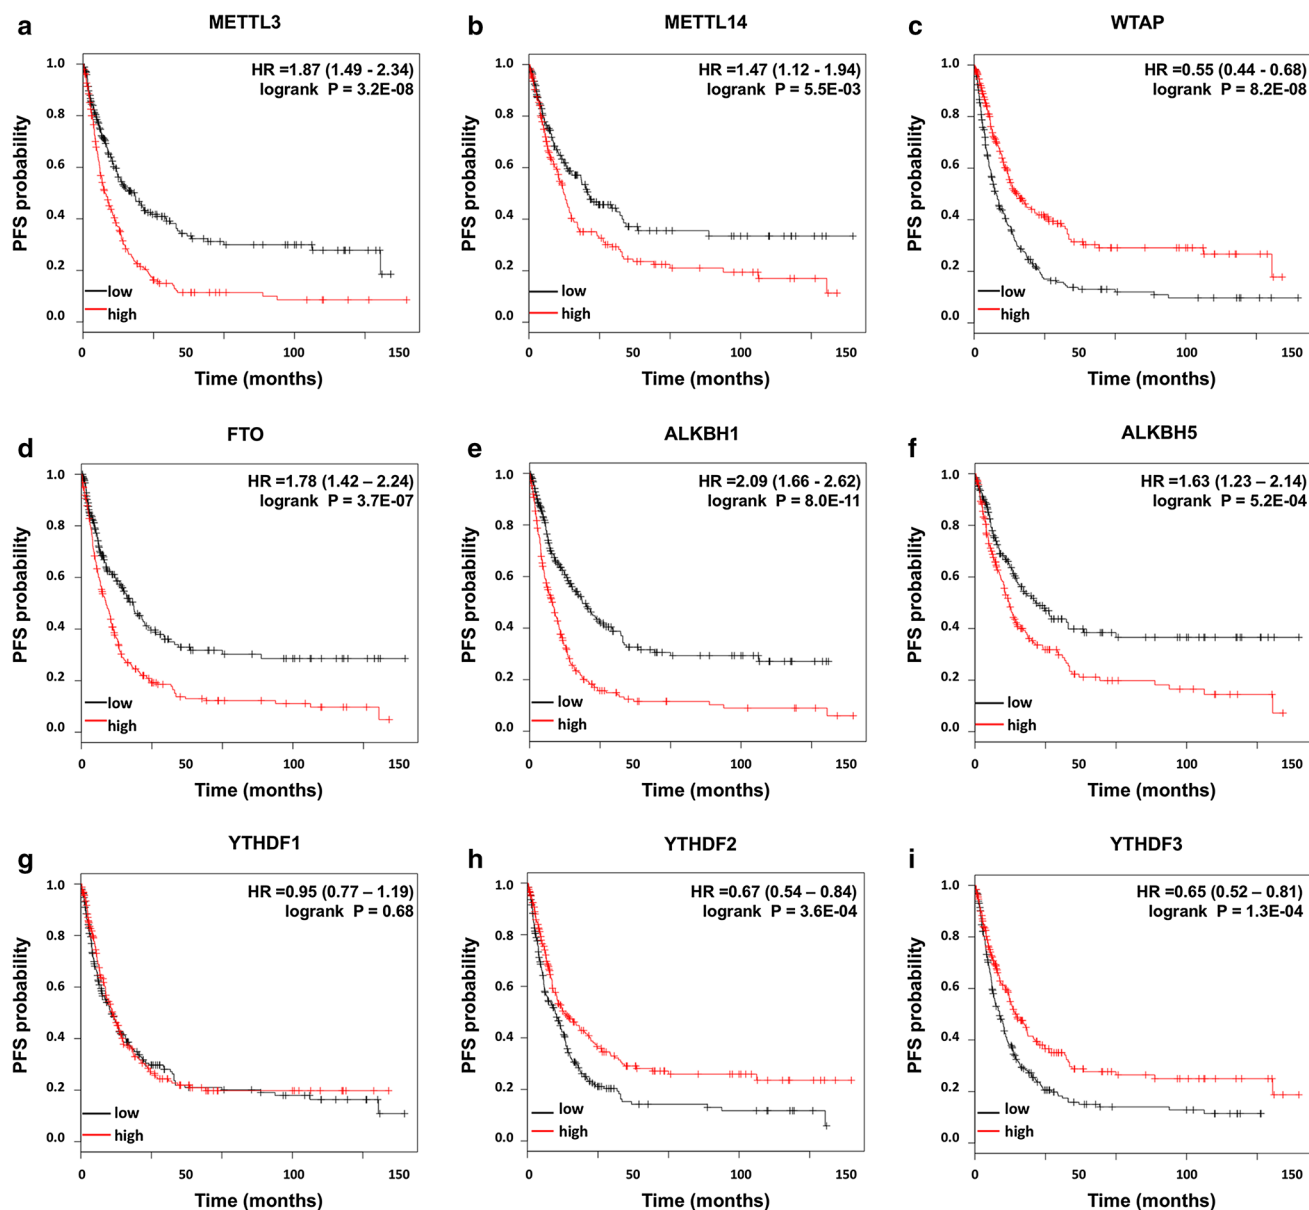 a METTL3
HR =1.87 (1.49 - 2.34)
logrank P = 3.2E-08
PFS probability
1.0
0.8
0.6
0.4
0.2
0.0
low
high
0 50 100 150
Time (months)
b METTL14
HR =1.47 (1.12 - 1.94)
logrank P = 5.5E-03
PFS probability
1.0
0.8
0.6
0.4
0.2
0.0
low
high
0 50 100 150
Time (months)
c WTAP
HR =0.55 (0.44 - 0.68)
logrank P = 8.2E-08
PFS probability
1.0
0.8
0.6
0.4
0.2
0.0
low
high
0 50 100 150
Time (months)
d FTO
HR =1.78 (1.42 – 2.24)
logrank P = 3.7E-07
PFS probability
1.0
0.8
0.6
0.4
0.2
0.0
low
high
0 50 100 150
Time (months)
e ALKBH1
HR =2.09 (1.66 - 2.62)
logrank P = 8.0E-11
PFS probability
1.0
0.8
0.6
0.4
0.2
0.0
low
high
0 50 100 150
Time (months)
f ALKBH5
HR =1.63 (1.23 – 2.14)
logrank P = 5.2E-04
PFS probability
1.0
0.8
0.6
0.4
0.2
0.0
low
high
0 50 100 150
Time (months)
g YTHDF1
HR =0.95 (0.77 – 1.19)
logrank P = 0.68
PFS probability
1.0
0.8
0.6
0.4
0.2
0.0
low
high
0 50 100 150
Time (months)
h YTHDF2
HR =0.67 (0.54 – 0.84)
logrank P = 3.6E-04
PFS probability
1.0
0.8
0.6
0.4
0.2
0.0
low
high
0 50 100 150
Time (months)
i YTHDF3
HR =0.65 (0.52 – 0.81)
logrank P = 1.3E-04
PFS probability
1.0
0.8
0.6
0.4
0.2
0.0
low
high
0 50 100 150
Time (months)